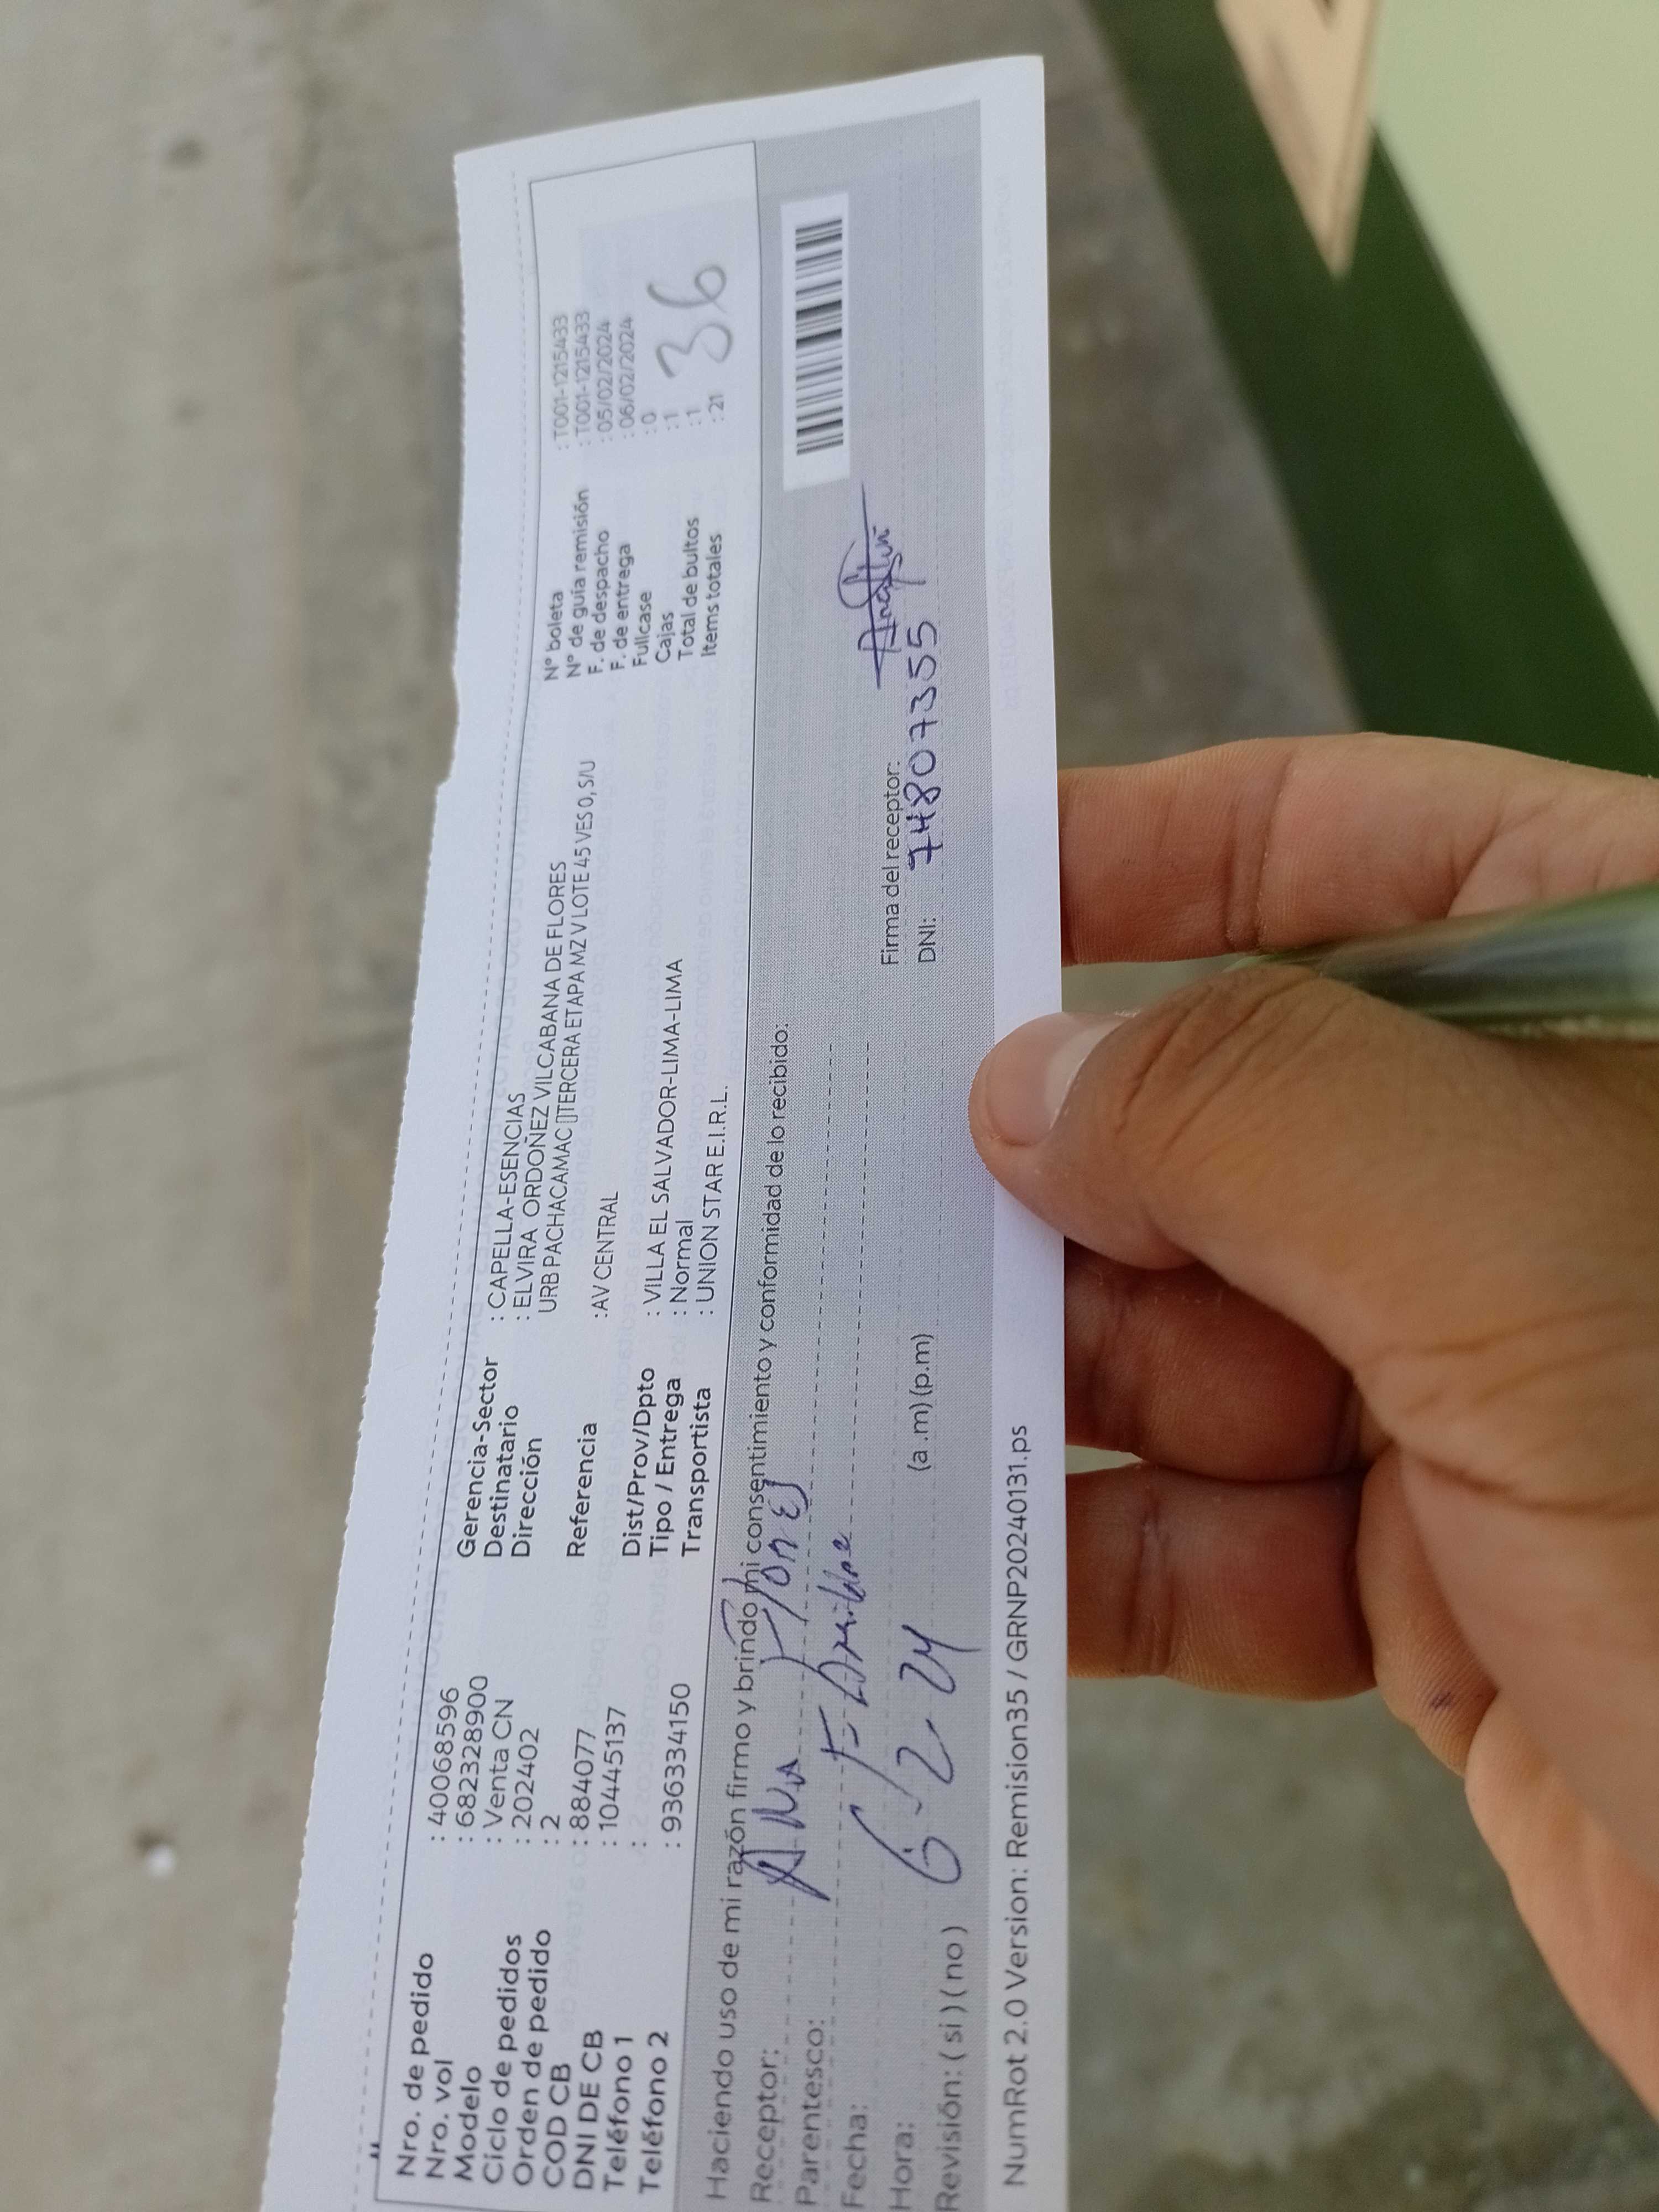 Nro. de pedido : 40068596
Nro. vol : 682328900
Modelo : Venta CN
Ciclo de pedidos : 202402
Orden de pedido : 2
COD CB : 884077
DNI DE CB : 10445137
Teléfono 1 :
Teléfono 2 : 936334150
Gerencia-Sector : CAPELLA-ESENCIAS
Destinatario : ELVIRA ORDOÑEZ VILCABANA DE FLORES
Dirección URB PACHACAMAC []TERCERA ETAPA MZ V LOTE 45 VES 0, S/U
Referencia :AV CENTRAL
Dist/Prov/Dpto : VILLA EL SALVADOR-LIMA-LIMA
Tipo / Entrega : Normal
Transportista : UNION STAR E.I.R.L.
N° boleta : T001-1215433
N° de guía remisión : T001-1215433
F. de despacho : 05/02/2024
F. de entrega : 06/02/2024
Fullcase : 0
Cajas : 1
Total de bultos : 1
Items totales : 21
36
Haciendo uso de mi razón firmo y brindo mi consentimiento y conformidad de lo recibido.
Receptor: Ana Flores
Parentesco:
Fecha: 6-2-24
Hora: (a .m) (p.m)
Revisión: ( si ) ( no )
Firma del receptor:
DNI: 74807355
NumRot 2.0 Version: Remision35 / GRNP20240131.ps